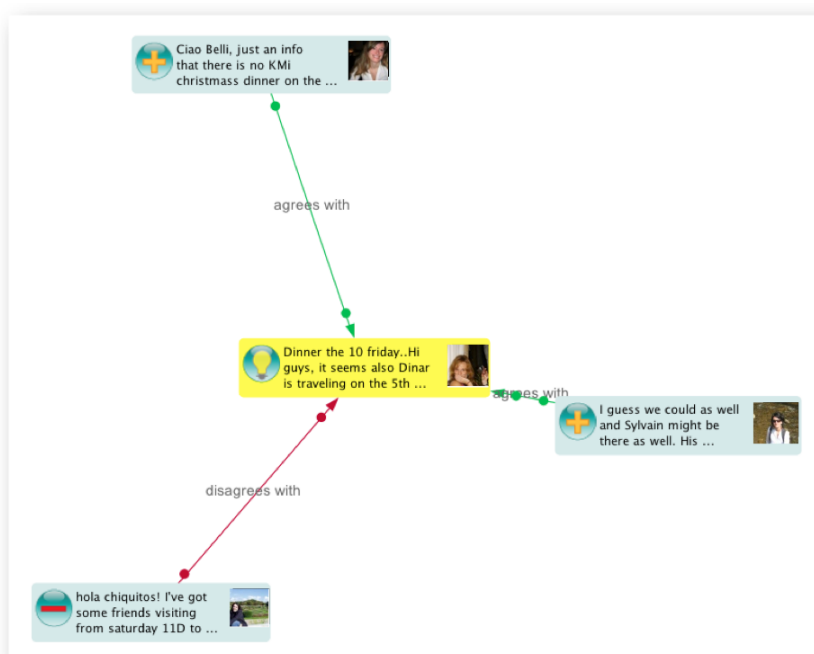 Ciao Belli, just an info
that there is no KMi
christmass dinner on the ...
agrees with
Dinner the 10 friday..Hi
guys, it seems also Dinar
is traveling on the 5th ...
agrees with
I guess we could as well
and Sylvain might be
there as well. His ...
disagrees with
hola chiquitos! I've got
some friends visiting
from saturday 11D to ...